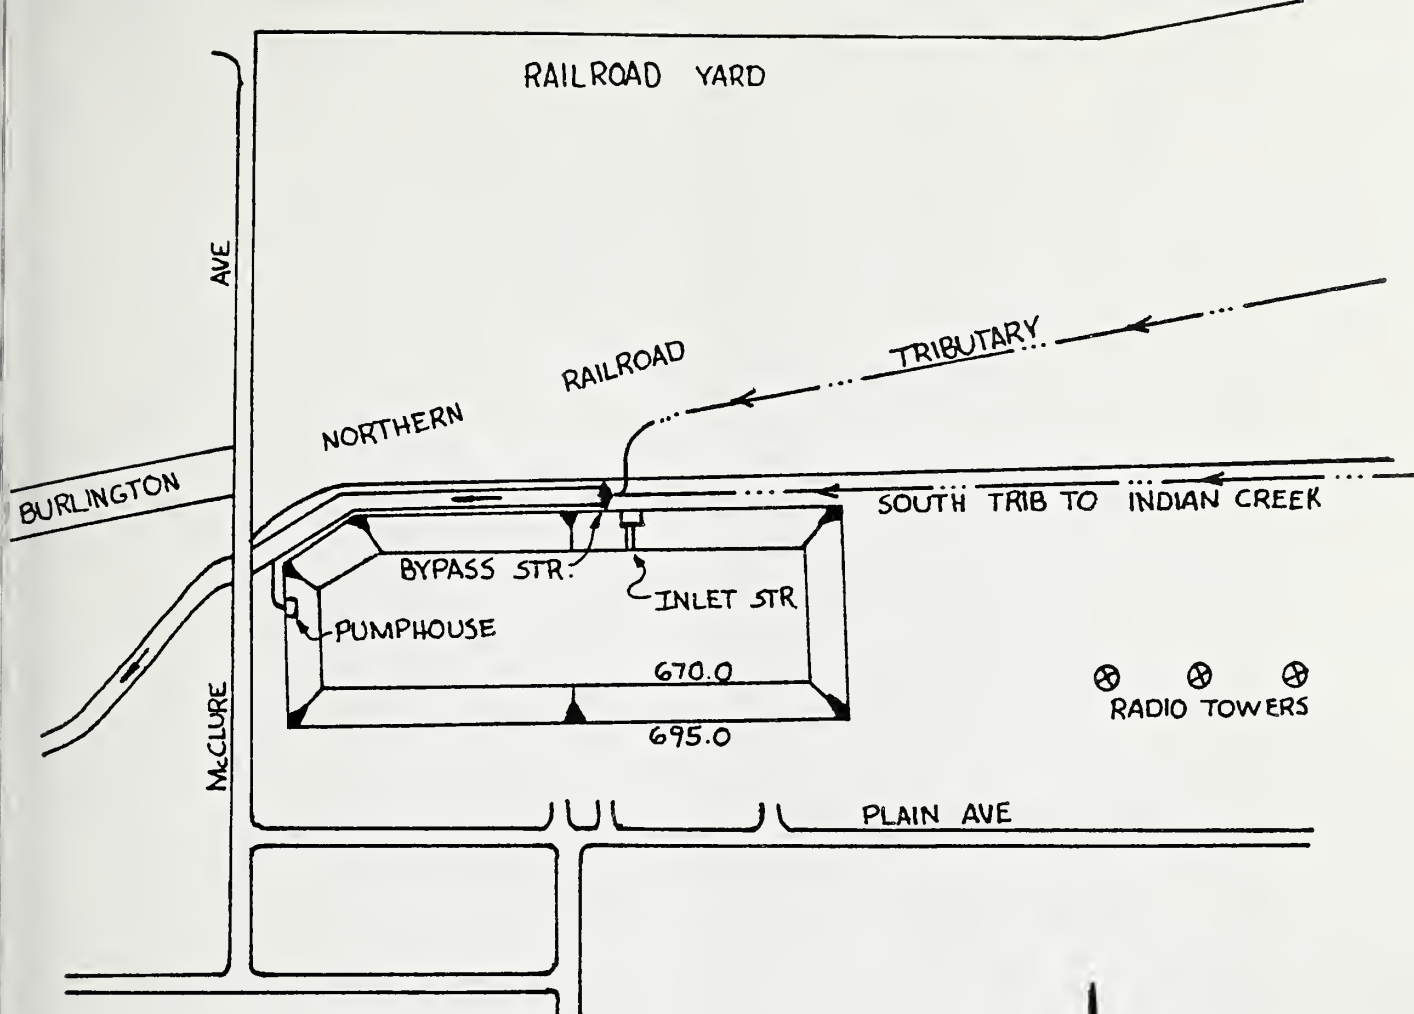 RAILROAD YARD
AVE
TRIBUTARY
RAILROAD
NORTHERN
BURLINGTON
SOUTH TRIB TO INDIAN CREEK
BYPASS STR.
INLET STR
PUMPHOUSE
670.0
RADIO TOWERS
McCLURE
695.0
PLAIN AVE